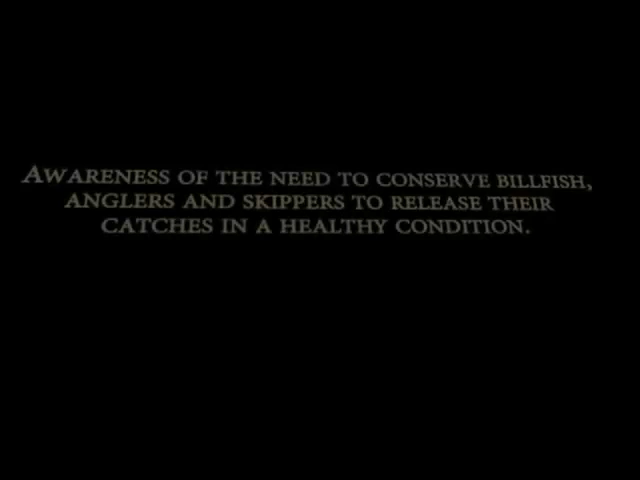 AWARENESS OF THE NEED TO CONSERVE BILLFISH,
ANGLERS AND SKIPPERS TO RELEASE THEIR
CATCHES IN A HEALTHY CONDITION.